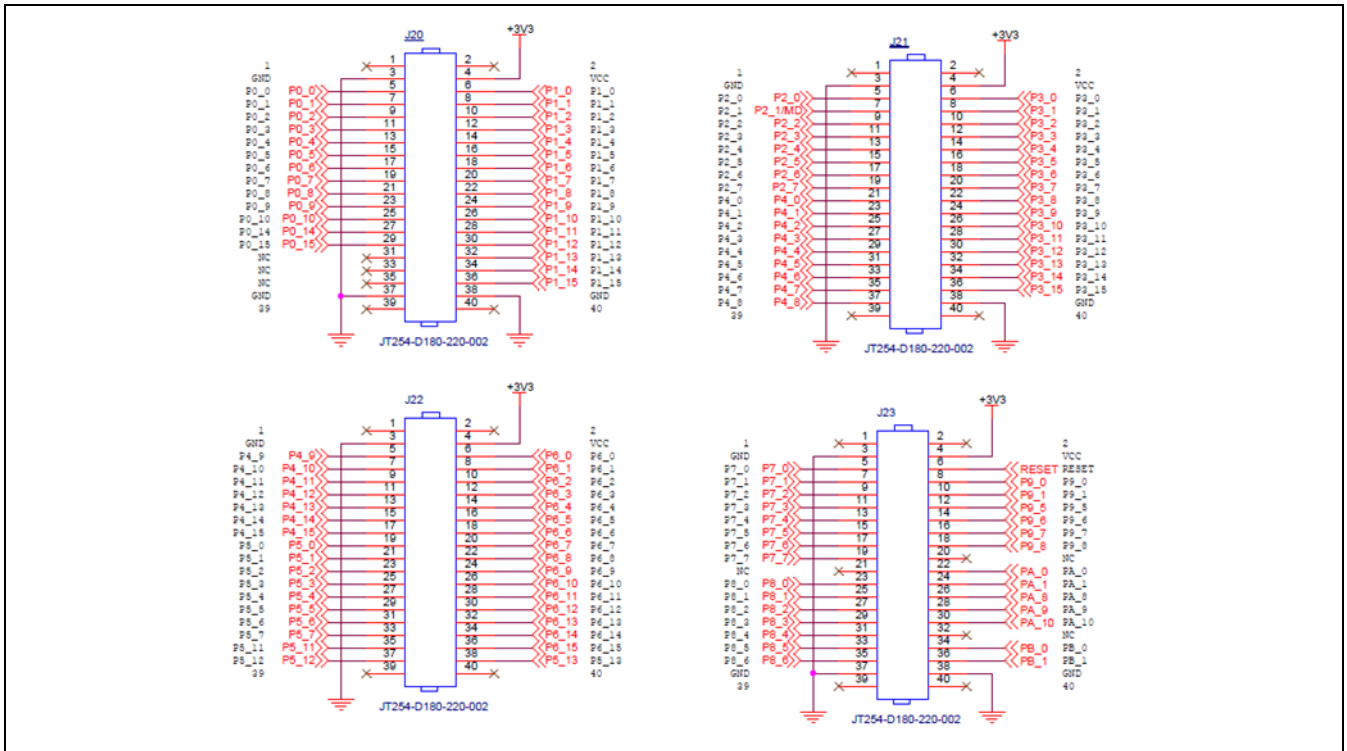 J20 +3V3
1 1 2 2
GND 3 4 VCC
P0_0 P0_0 5 6 P1_0 P1_0
P0_1 P0_1 7 8 P1_1 P1_1
P0_2 P0_2 9 10 P1_2 P1_2
P0_3 P0_3 11 12 P1_3 P1_3
P0_4 P0_4 13 14 P1_4 P1_4
P0_5 P0_5 15 16 P1_5 P1_5
P0_6 P0_6 17 18 P1_6 P1_6
P0_7 P0_7 19 20 P1_7 P1_7
P0_8 P0_8 21 22 P1_8 P1_8
P0_9 P0_9 23 24 P1_9 P1_9
P0_10 P0_10 25 26 P1_10 P1_10
P0_14 P0_14 27 28 P1_11 P1_11
P0_15 P0_15 29 30 P1_12 P1_12
NC 31 32 P1_13 P1_13
NC 33 34 P1_14 P1_14
NC 35 36 P1_15 P1_15
GND 37 38 GND
39 39 40 40
JT254-D180-220-002
J21 +3V3
1 1 2 2
GND 3 4 VCC
P2_0 P2_0 5 6 P3_0 P3_0
P2_1 P2_1/MD 7 8 P3_1 P3_1
P2_2 P2_2 9 10 P3_2 P3_2
P2_3 P2_3 11 12 P3_3 P3_3
P2_4 P2_4 13 14 P3_4 P3_4
P2_5 P2_5 15 16 P3_5 P3_5
P2_6 P2_6 17 18 P3_6 P3_6
P2_7 P2_7 19 20 P3_7 P3_7
P4_0 P4_0 21 22 P3_8 P3_8
P4_1 P4_1 23 24 P3_9 P3_9
P4_2 P4_2 25 26 P3_10 P3_10
P4_3 P4_3 27 28 P3_11 P3_11
P4_4 P4_4 29 30 P3_12 P3_12
P4_5 P4_5 31 32 P3_13 P3_13
P4_6 P4_6 33 34 P3_14 P3_14
P4_7 P4_7 35 36 P3_15 P3_15
P4_8 P4_8 37 38 GND
39 39 40 40
JT254-D180-220-002
J22 +3V3
1 1 2 2
GND 3 4 VCC
P4_9 P4_9 5 6 P6_0 P6_0
P4_10 P4_10 7 8 P6_1 P6_1
P4_11 P4_11 9 10 P6_2 P6_2
P4_12 P4_12 11 12 P6_3 P6_3
P4_13 P4_13 13 14 P6_4 P6_4
P4_14 P4_14 15 16 P6_5 P6_5
P4_15 P4_15 17 18 P6_6 P6_6
P5_0 P5_0 19 20 P6_7 P6_7
P5_1 P5_1 21 22 P6_8 P6_8
P5_2 P5_2 23 24 P6_9 P6_9
P5_3 P5_3 25 26 P6_10 P6_10
P5_4 P5_4 27 28 P6_11 P6_11
P5_5 P5_5 29 30 P6_12 P6_12
P5_6 P5_6 31 32 P6_13 P6_13
P5_7 P5_7 33 34 P6_14 P6_14
P5_11 P5_11 35 36 P6_15 P6_15
P5_12 P5_12 37 38 P5_13 P5_13
39 39 40 40
JT254-D180-220-002
J23 +3V3
1 1 2 2
GND 3 4 VCC
P7_0 P7_0 5 6 RESET RESET
P7_1 P7_1 7 8 P9_0 P9_0
P7_2 P7_2 9 10 P9_1 P9_1
P7_3 P7_3 11 12 P9_5 P9_5
P7_4 P7_4 13 14 P9_6 P9_6
P7_5 P7_5 15 16 P9_7 P9_7
P7_6 P7_6 17 18 P9_8 P9_8
P7_7 P7_7 19 20 NC
NC 21 22 PA_0 PA_0
P8_0 P8_0 23 24 PA_1 PA_1
P8_1 P8_1 25 26 PA_8 PA_8
P8_2 P8_2 27 28 PA_9 PA_9
P8_3 P8_3 29 30 PA_10 PA_10
P8_4 P8_4 31 32 NC
P8_5 P8_5 33 34 PB_0 PB_0
P8_6 P8_6 35 36 PB_1 PB_1
GND 37 38 GND
39 39 40 40
JT254-D180-220-002